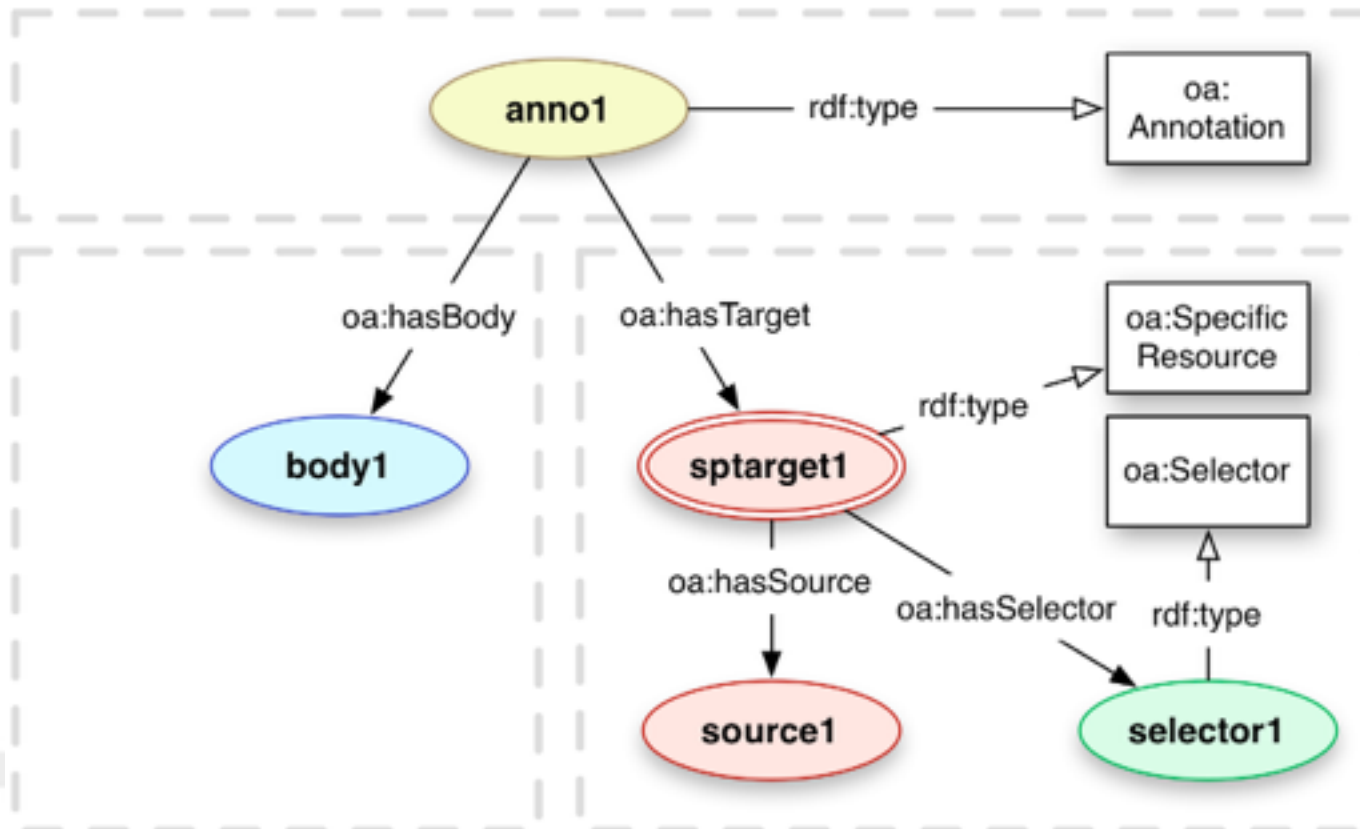 anno1
rdf:type
oa:
Annotation
oa:hasBody
oa:hasTarget
oa:Specific
Resource
rdf:type
body1
sptarget1
oa:Selector
oa:hasSource
oa:hasSelector
rdf:type
source1
selector1